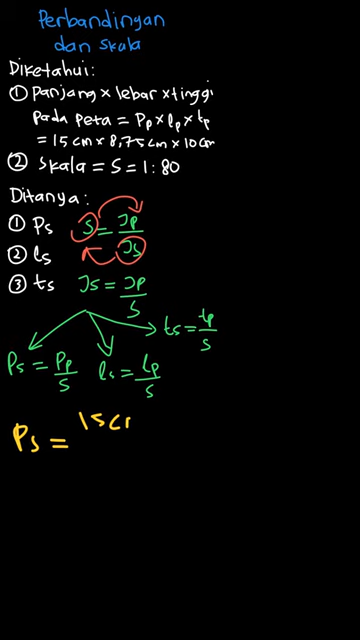 Perbandingan
dan skala
Diketahui:
① panjang × lebar × tinggi
pada peta = Pp × lp × tp
= 15 cm × 8,75 cm × 10 cm
② skala = S = 1 : 80
Ditanya:
① Ps S = Jp/Js
② ls
③ ts Js = Jp/S
Ps = Pp/S ls = lp/S ts = tp/S
Ps = 15 c